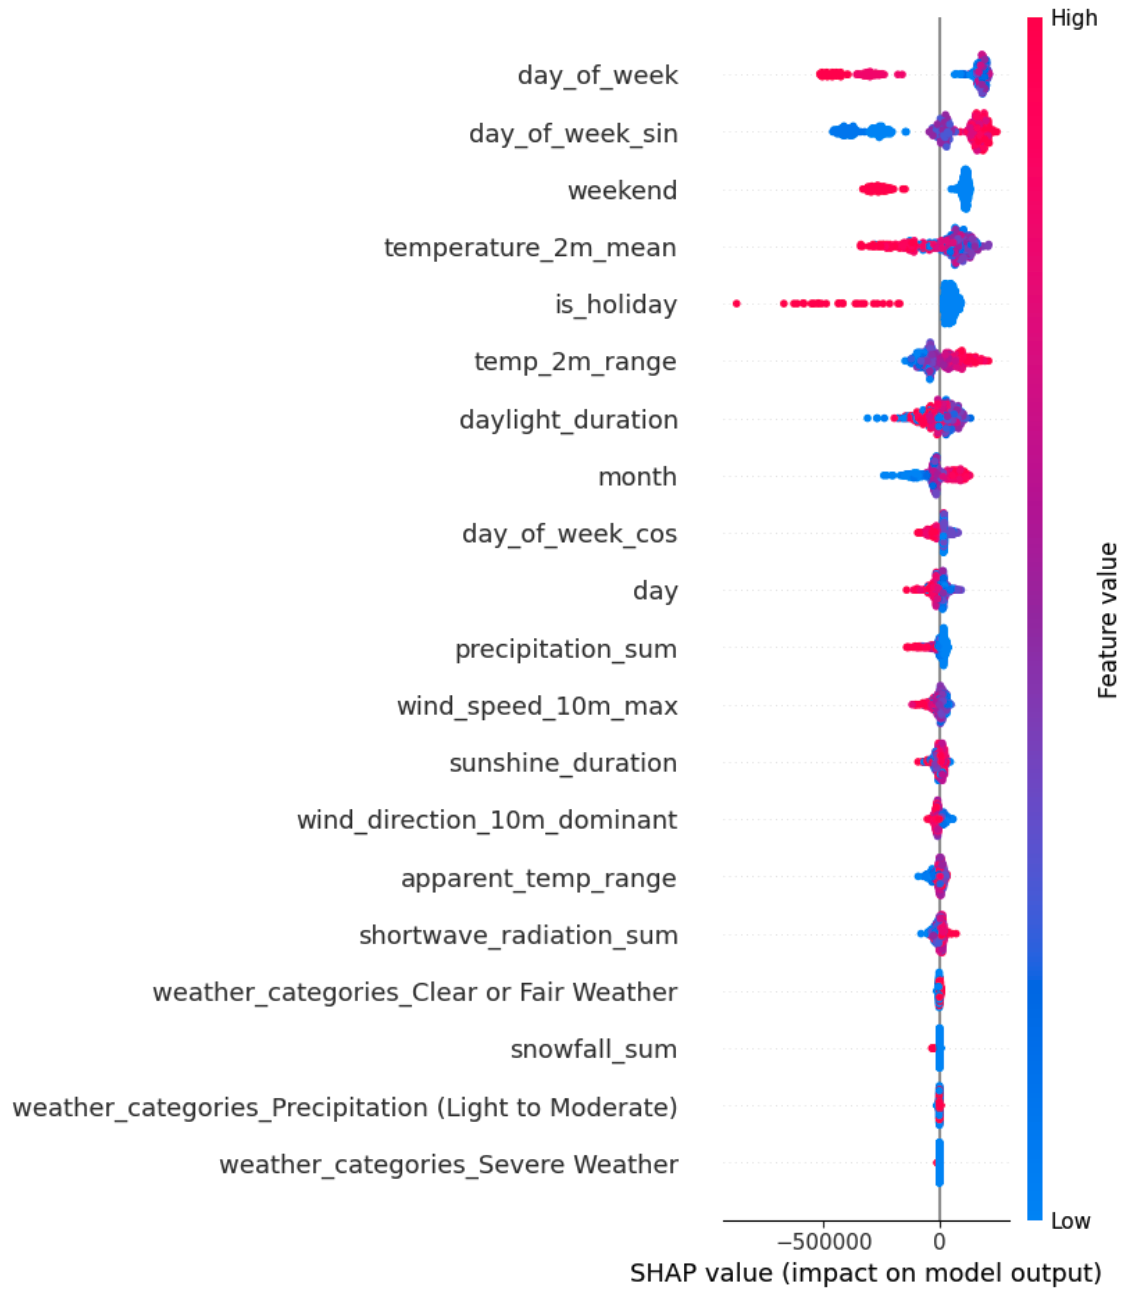 High
day_of_week
day_of_week_sin
weekend
temperature_2m_mean
is_holiday
temp_2m_range
daylight_duration
month
day_of_week_cos
day
precipitation_sum
wind_speed_10m_max
sunshine_duration
wind_direction_10m_dominant
apparent_temp_range
shortwave_radiation_sum
weather_categories_Clear or Fair Weather
snowfall_sum
weather_categories_Precipitation (Light to Moderate)
weather_categories_Severe Weather
Feature value
Low
−500000 0
SHAP value (impact on model output)